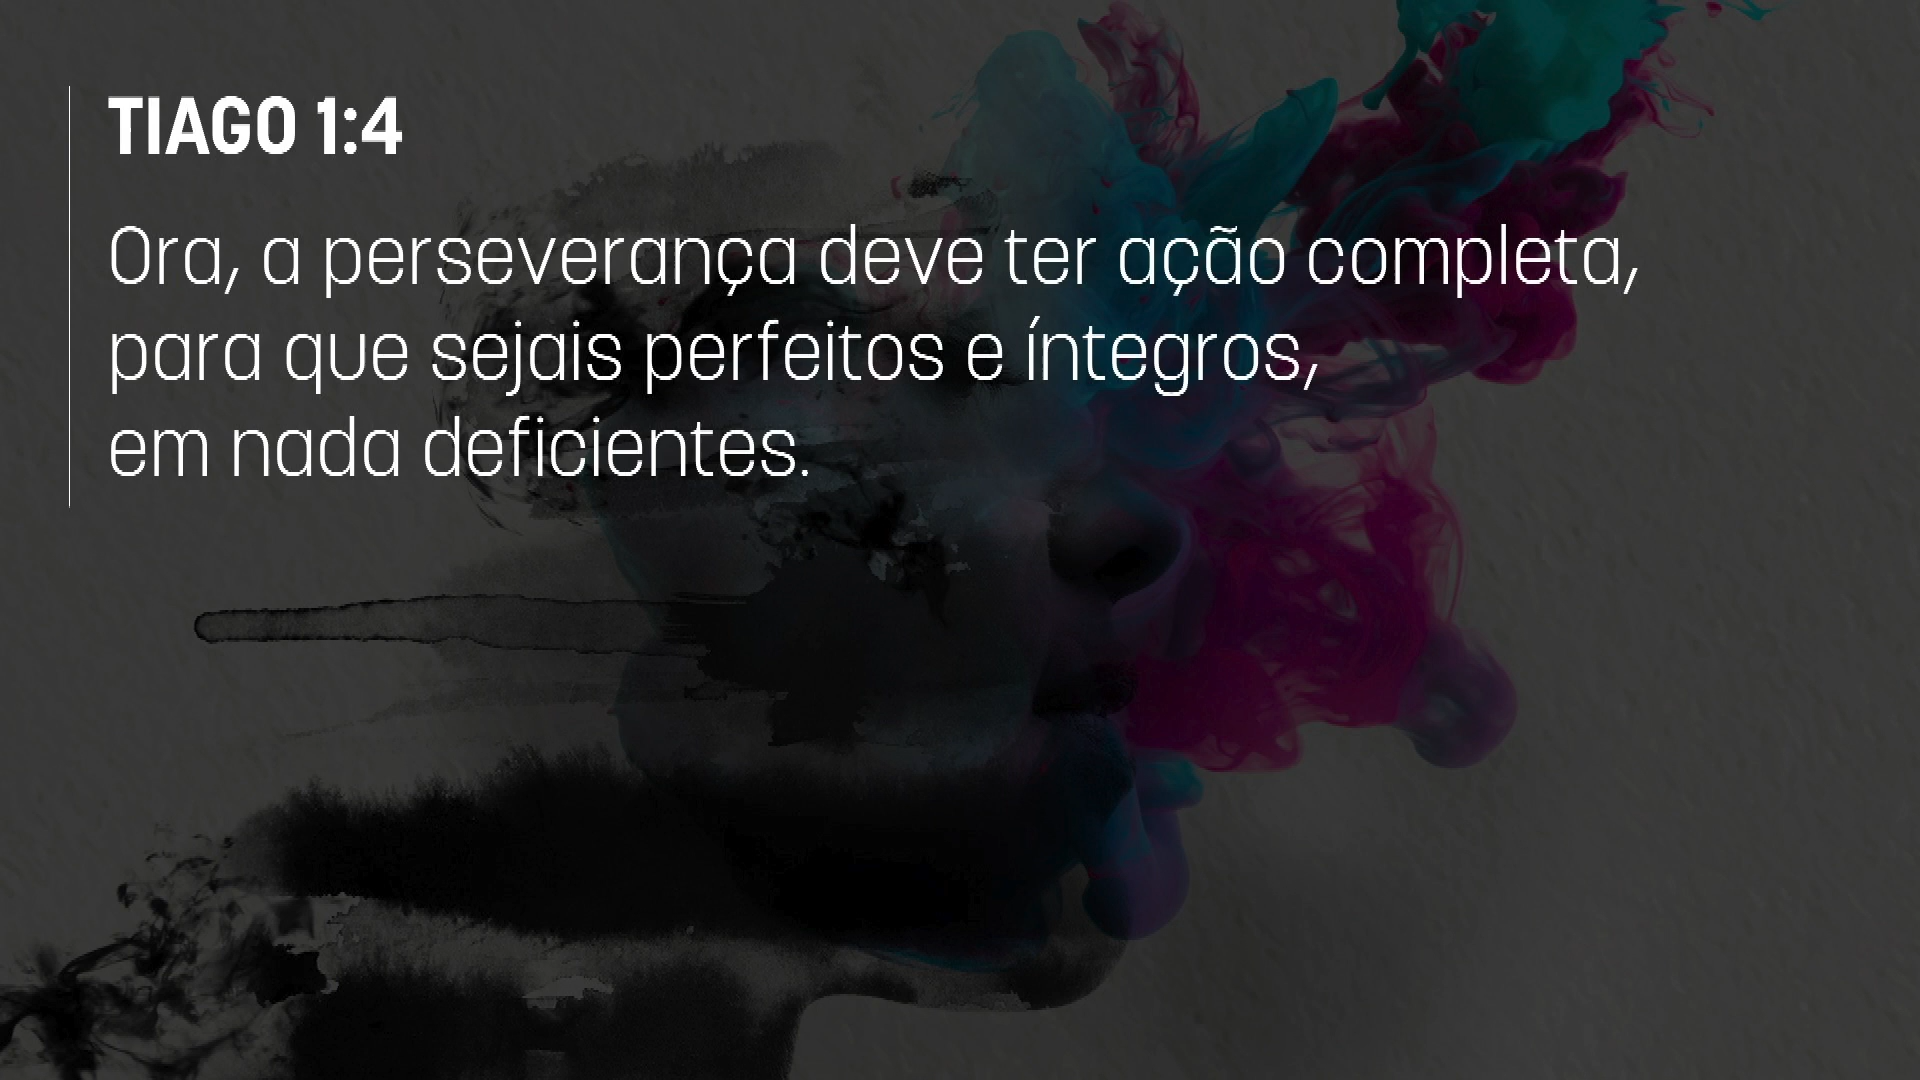 TIAGO 1:4
Ora, a perseverança deve ter ação completa,
para que sejais perfeitos e íntegros,
em nada deficientes.